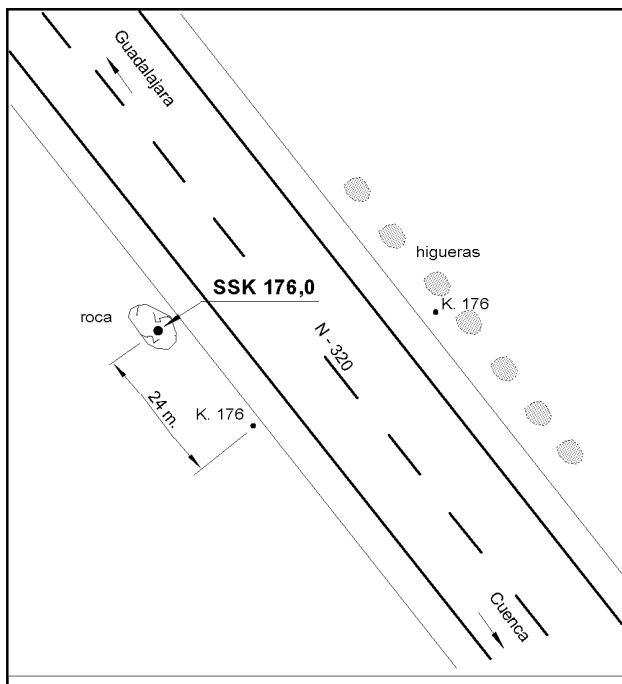 Guadalajara
higueras
SSK 176,0
K. 176
roca
N - 320
24 m.
K. 176
Cuenca